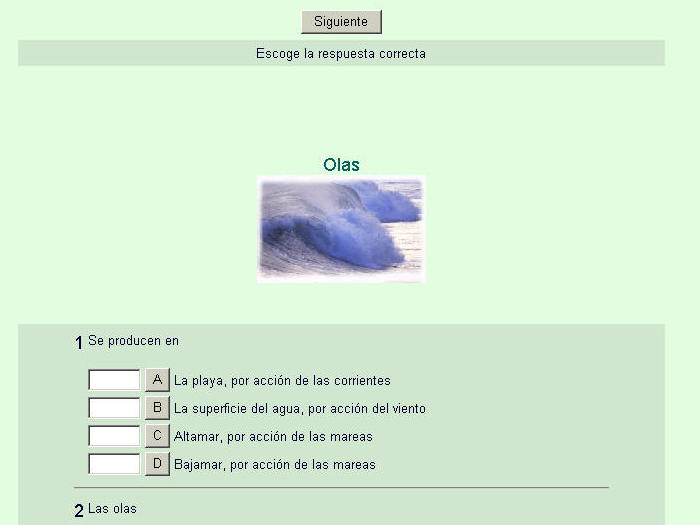 Siguiente
Escoge la respuesta correcta
Olas
1 Se producen en
A La playa, por acción de las corrientes
B La superficie del agua, por acción del viento
C Altamar, por acción de las mareas
D Bajamar, por acción de las mareas
2 Las olas